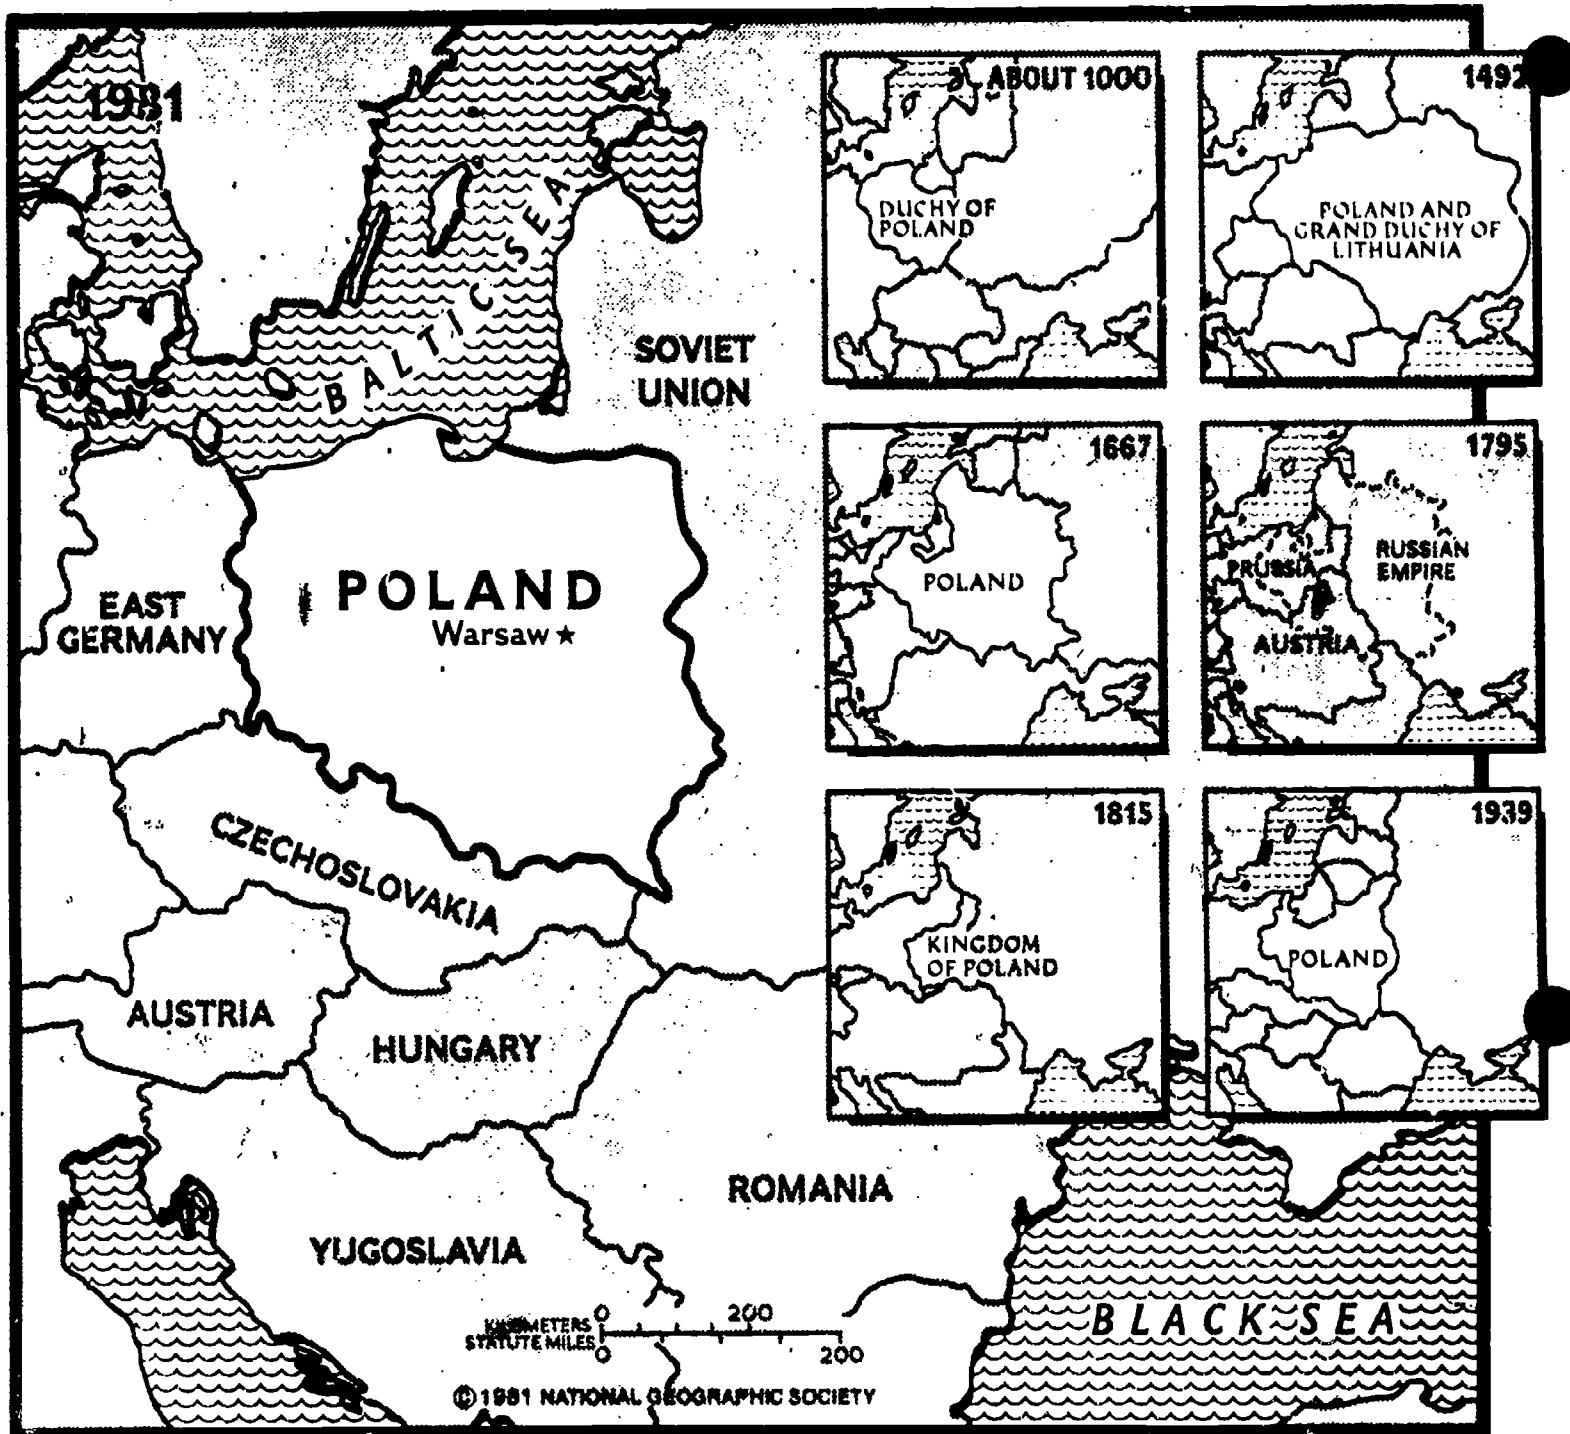 1981
BALTIC SEA
SOVIET
UNION
POLAND
Warsaw
EAST
GERMANY
CZECHOSLOVAKIA
AUSTRIA
HUNGARY
ROMANIA
YUGOSLAVIA
BLACK SEA
KILOMETERS 0 200
STATUTE MILES 0 200
© 1981 NATIONAL GEOGRAPHIC SOCIETY
ABOUT 1000
DUCHY OF
POLAND
1492
POLAND AND
GRAND DUCHY OF
LITHUANIA
1667
POLAND
1795
PRUSSIA
RUSSIAN
EMPIRE
AUSTRIA
1815
KINGDOM
OF POLAND
1939
POLAND